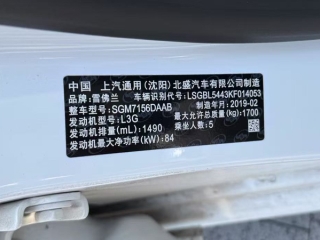 中国 上汽通用(沈阳)北盛汽车有限公司制造
品牌:雪佛兰 车辆识别代号:LSGBL5443KF014053
整车型号:SGM7156DAAB 制造年月:2019-02
发动机型号:L3G 最大允许总质量(kg):1700
发动机排量(mL):1490 乘坐人数:5
发动机最大净功率(kW):84